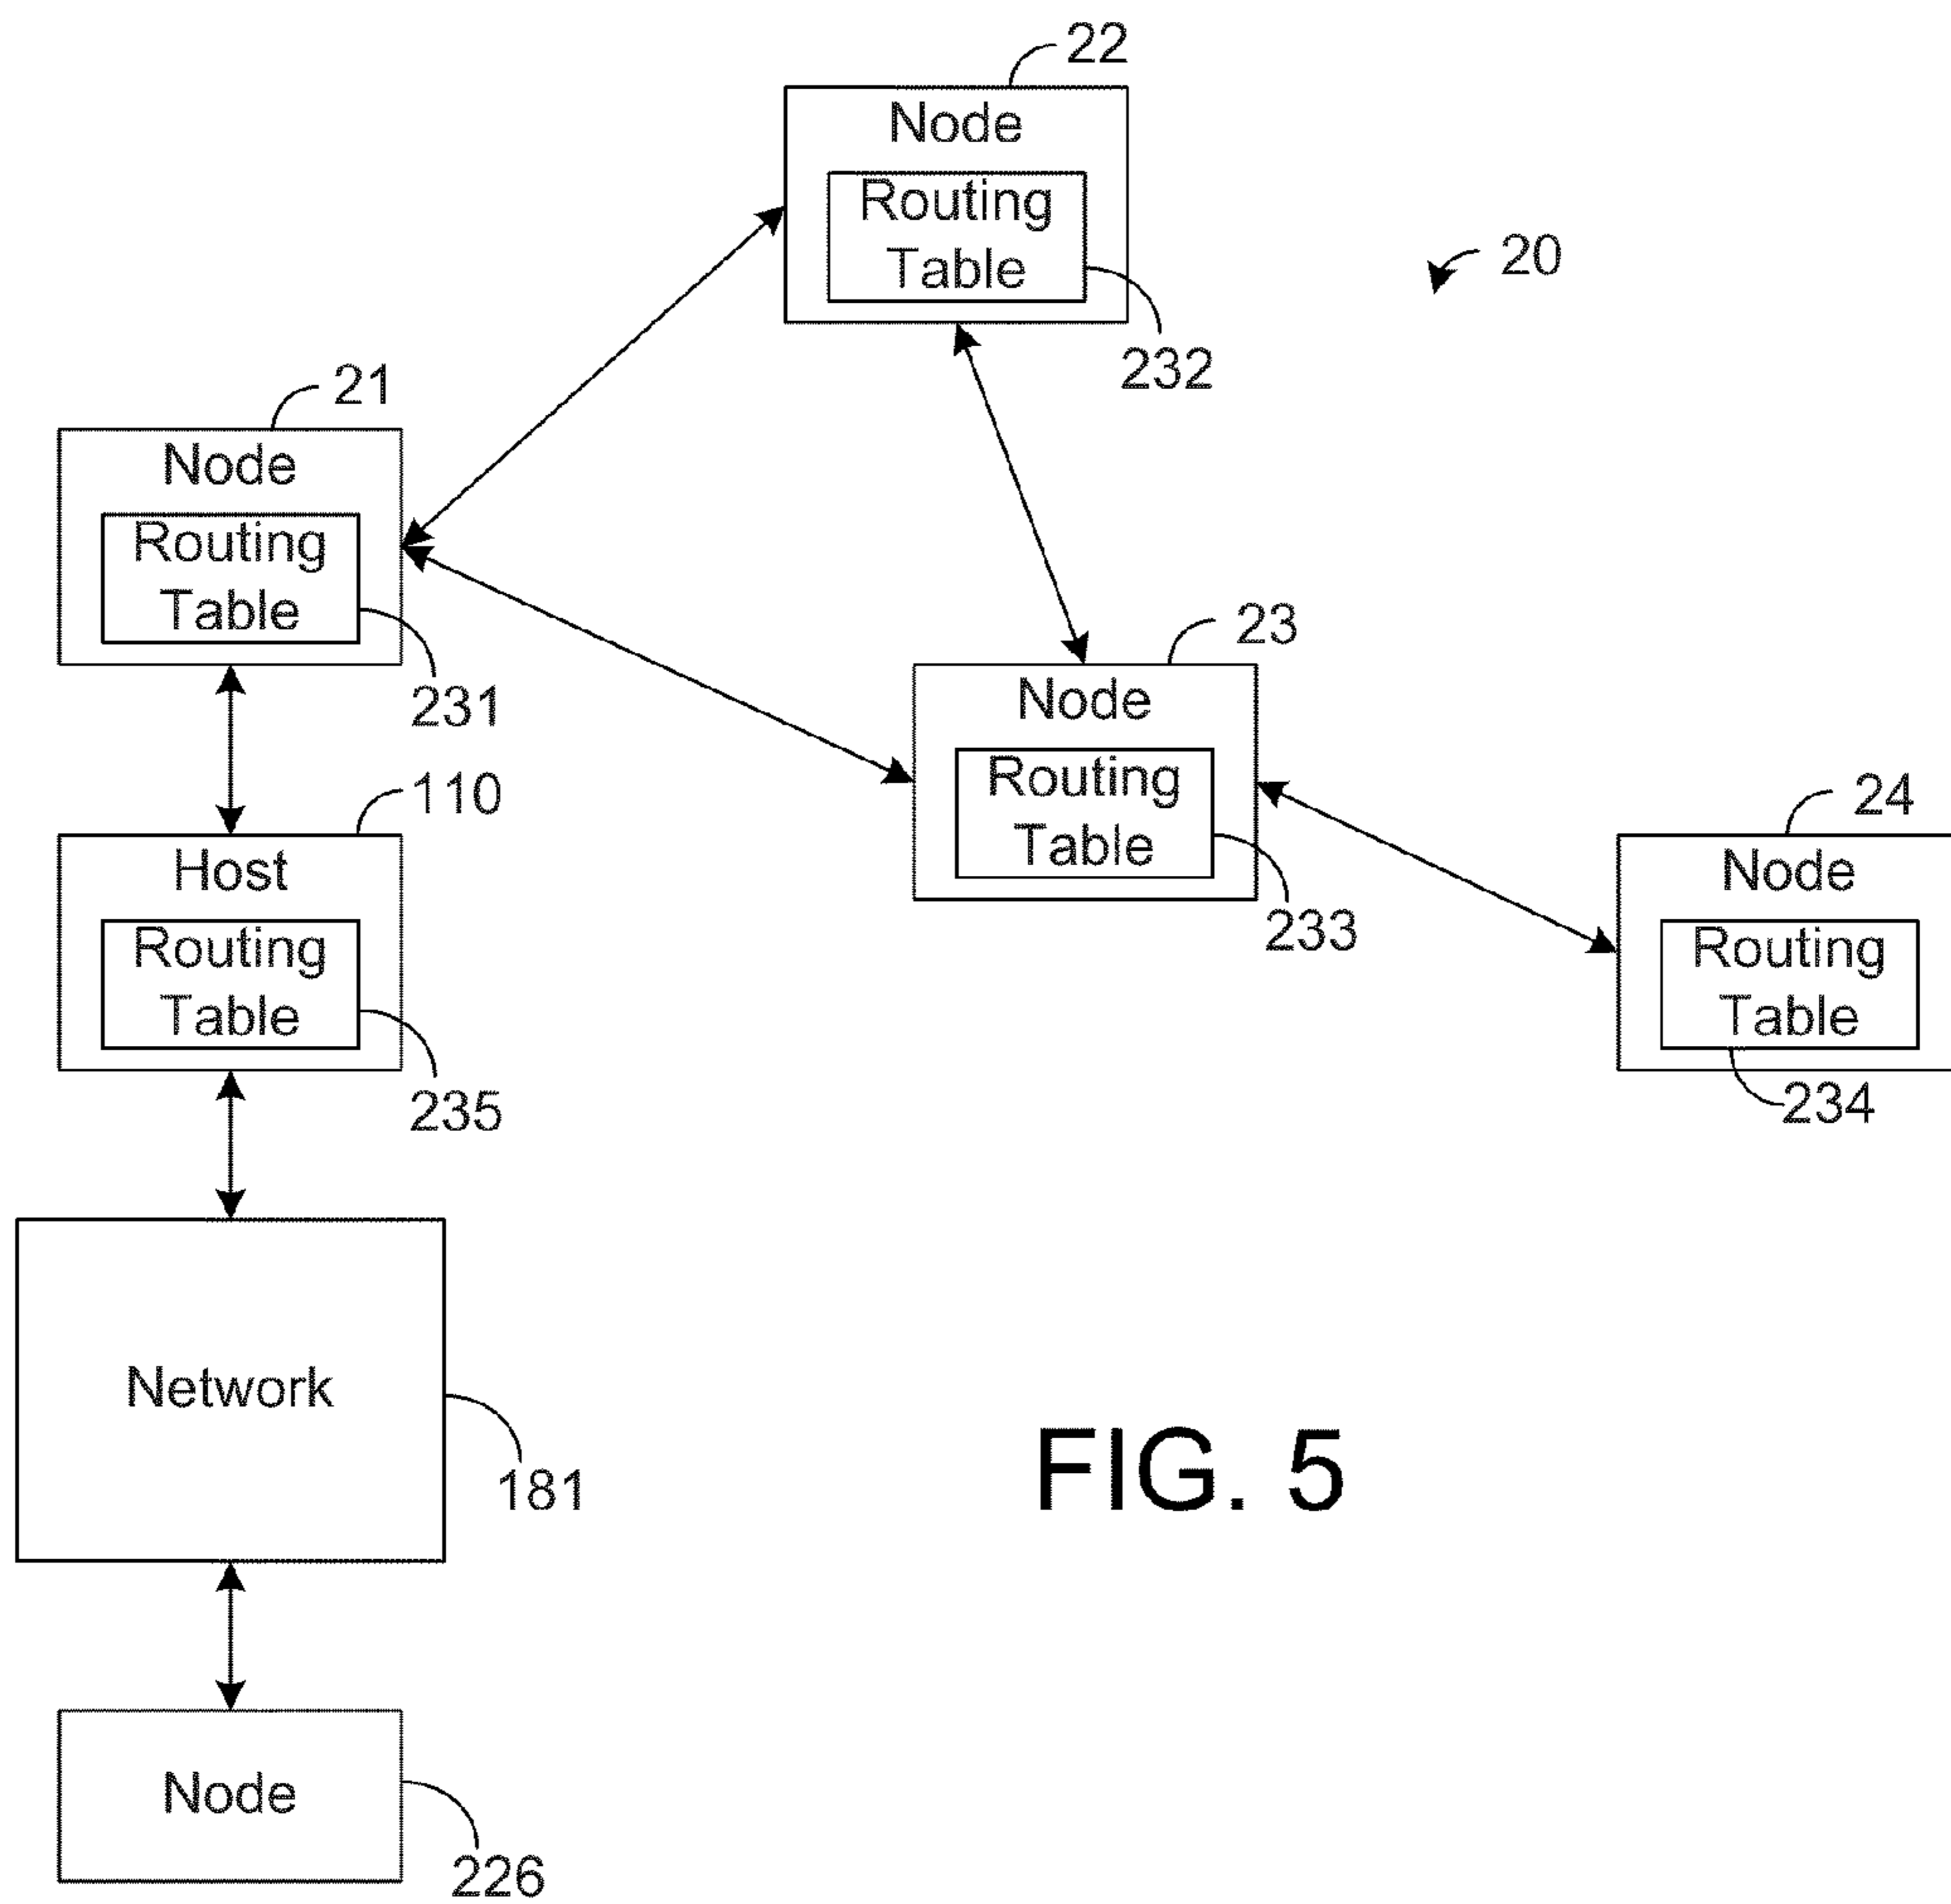 22
Node
Routing
Table
232
20
21
Node
Routing
Table
231
23
Node
Routing
Table
233
110
Host
Routing
Table
235
24
Node
Routing
Table
234
Network
181
FIG. 5
Node
226